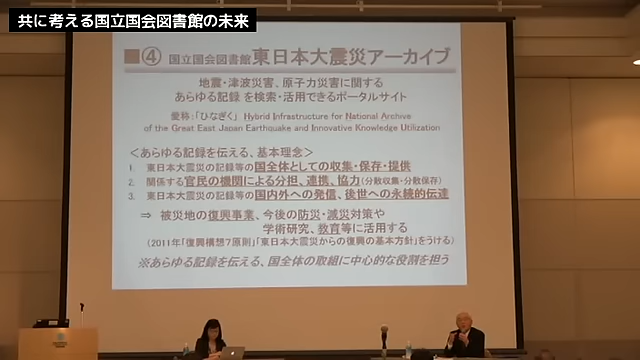 共に考える国立国会図書館の未来
■④ 国立国会図書館 東日本大震災アーカイブ
地震・津波災害、原子力災害に関する
あらゆる記録 を検索・活用できるポータルサイト
愛称：「ひなぎく」 Hybrid Infrastructure for National Archive
of the Great East Japan Earthquake and Innovative Knowledge Utilization
＜あらゆる記録を伝える、基本理念＞
1. 東日本大震災の記録等の国全体としての収集・保存・提供
2. 関係する官民の機関による分担、連携、協力（分散収集・分散保存）
3. 東日本大震災の記録等の国内外への発信、後世への永続的伝達
⇒ 被災地の復興事業、今後の防災・減災対策や
学術研究、教育等に活用する
（2011年「復興構想7原則」「東日本大震災からの復興の基本方針」をうける）
※あらゆる記録を伝える、国全体の取組に中心的な役割を担う